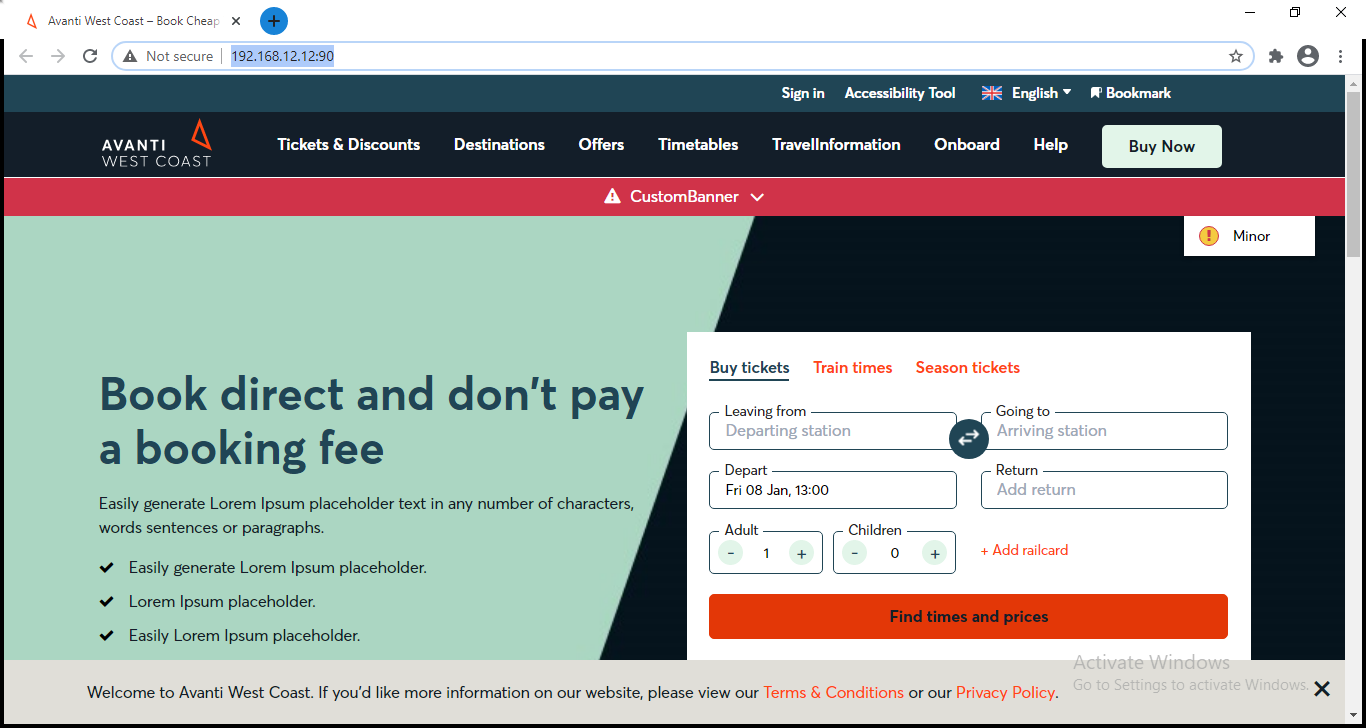 Avanti West Coast – Book Cheap
Not secure
192.168.12.12:90
Sign in Accessibility Tool English Bookmark
AVANTI
WEST COAST
Tickets & Discounts Destinations Offers Timetables TravelInformation Onboard Help Buy Now
CustomBanner
Minor
Book direct and don't pay
a booking fee
Easily generate Lorem Ipsum placeholder text in any number of characters,
words sentences or paragraphs.
Easily generate Lorem Ipsum placeholder.
Lorem Ipsum placeholder.
Easily Lorem Ipsum placeholder.
Buy tickets Train times Season tickets
Leaving from Going to
Departing station Arriving station
Depart Return
Fri 08 Jan, 13:00 Add return
Adult Children
- 1 + - 0 + + Add railcard
Find times and prices
Activate Windows
Go to Settings to activate Windows.
Welcome to Avanti West Coast. If you'd like more information on our website, please view our Terms & Conditions or our Privacy Policy.